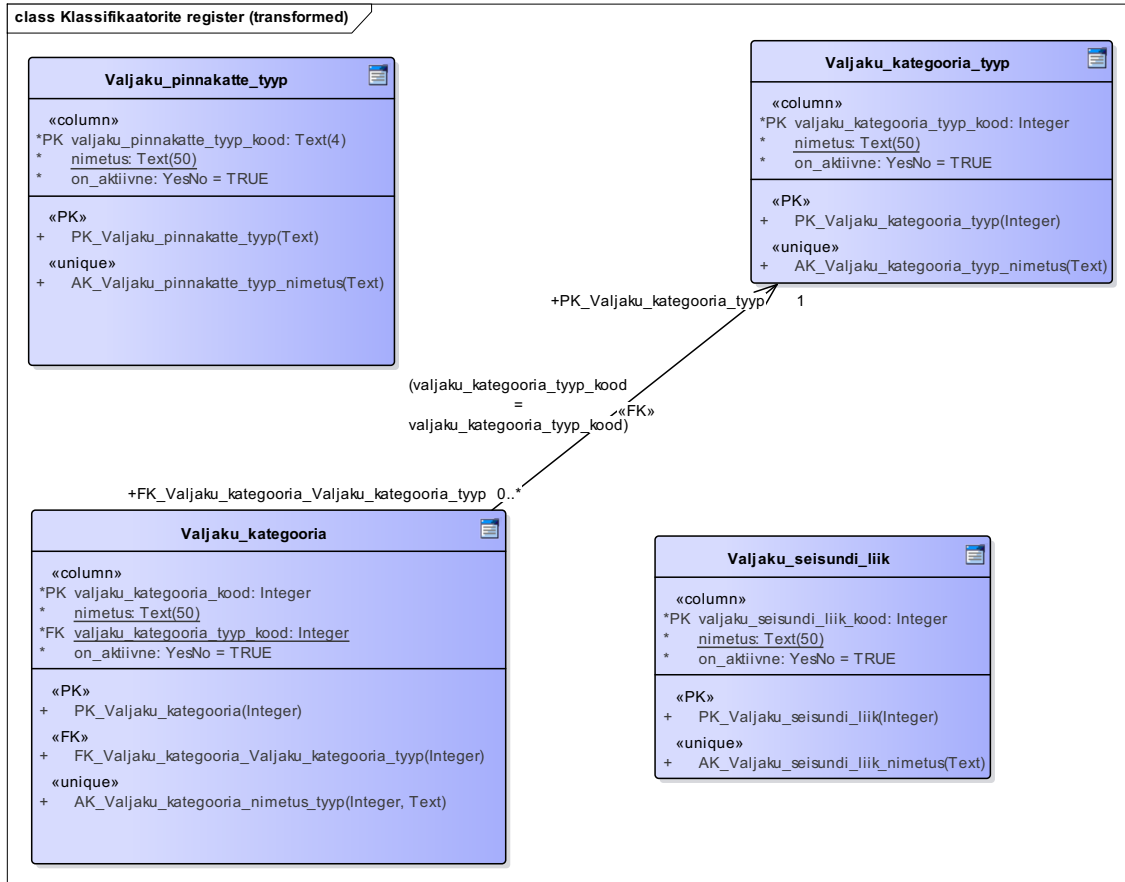 class Klassifikaatorite register (transformed)
Valjaku_pinnakatte_tyyp
«column»
*PK valjaku_pinnakatte_tyyp_kood: Text(4)
* nimetus: Text(50)
* on_aktiivne: YesNo = TRUE
«PK»
+ PK_Valjaku_pinnakatte_tyyp(Text)
«unique»
+ AK_Valjaku_pinnakatte_tyyp_nimetus(Text)
Valjaku_kategooria_tyyp
«column»
*PK valjaku_kategooria_tyyp_kood: Integer
* nimetus: Text(50)
* on_aktiivne: YesNo = TRUE
«PK»
+ PK_Valjaku_kategooria_tyyp(Integer)
«unique»
+ AK_Valjaku_kategooria_tyyp_nimetus(Text)
+PK_Valjaku_kategooria_tyyp 1
(valjaku_kategooria_tyyp_kood
=
«FK»
valjaku_kategooria_tyyp_kood)
+FK_Valjaku_kategooria_Valjaku_kategooria_tyyp 0..*
Valjaku_kategooria
«column»
*PK valjaku_kategooria_kood: Integer
* nimetus: Text(50)
*FK valjaku_kategooria_tyyp_kood: Integer
* on_aktiivne: YesNo = TRUE
«PK»
+ PK_Valjaku_kategooria(Integer)
«FK»
+ FK_Valjaku_kategooria_Valjaku_kategooria_tyyp(Integer)
«unique»
+ AK_Valjaku_kategooria_nimetus_tyyp(Integer, Text)
Valjaku_seisundi_liik
«column»
*PK valjaku_seisundi_liik_kood: Integer
* nimetus: Text(50)
* on_aktiivne: YesNo = TRUE
«PK»
+ PK_Valjaku_seisundi_liik(Integer)
«unique»
+ AK_Valjaku_seisundi_liik_nimetus(Text)